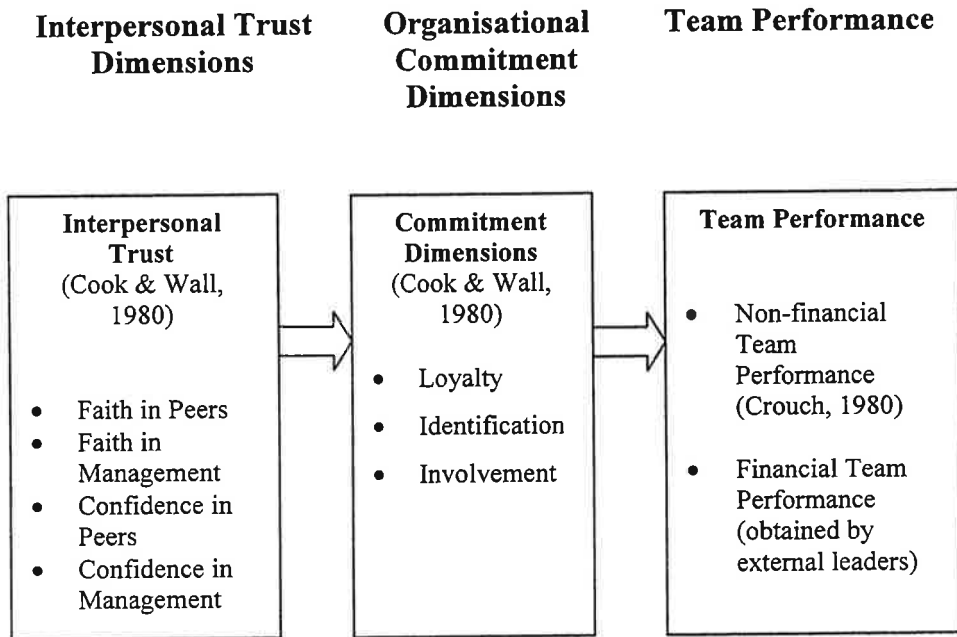 Interpersonal Trust
Dimensions
Organisational
Commitment
Dimensions
Team Performance
Interpersonal
Trust
(Cook & Wall,
1980)
• Faith in Peers
• Faith in
Management
• Confidence in
Peers
• Confidence in
Management
Commitment
Dimensions
(Cook & Wall,
1980)
• Loyalty
• Identification
• Involvement
Team Performance
• Non-financial
Team
Performance
(Crouch, 1980)
• Financial Team
Performance
(obtained by
external leaders)